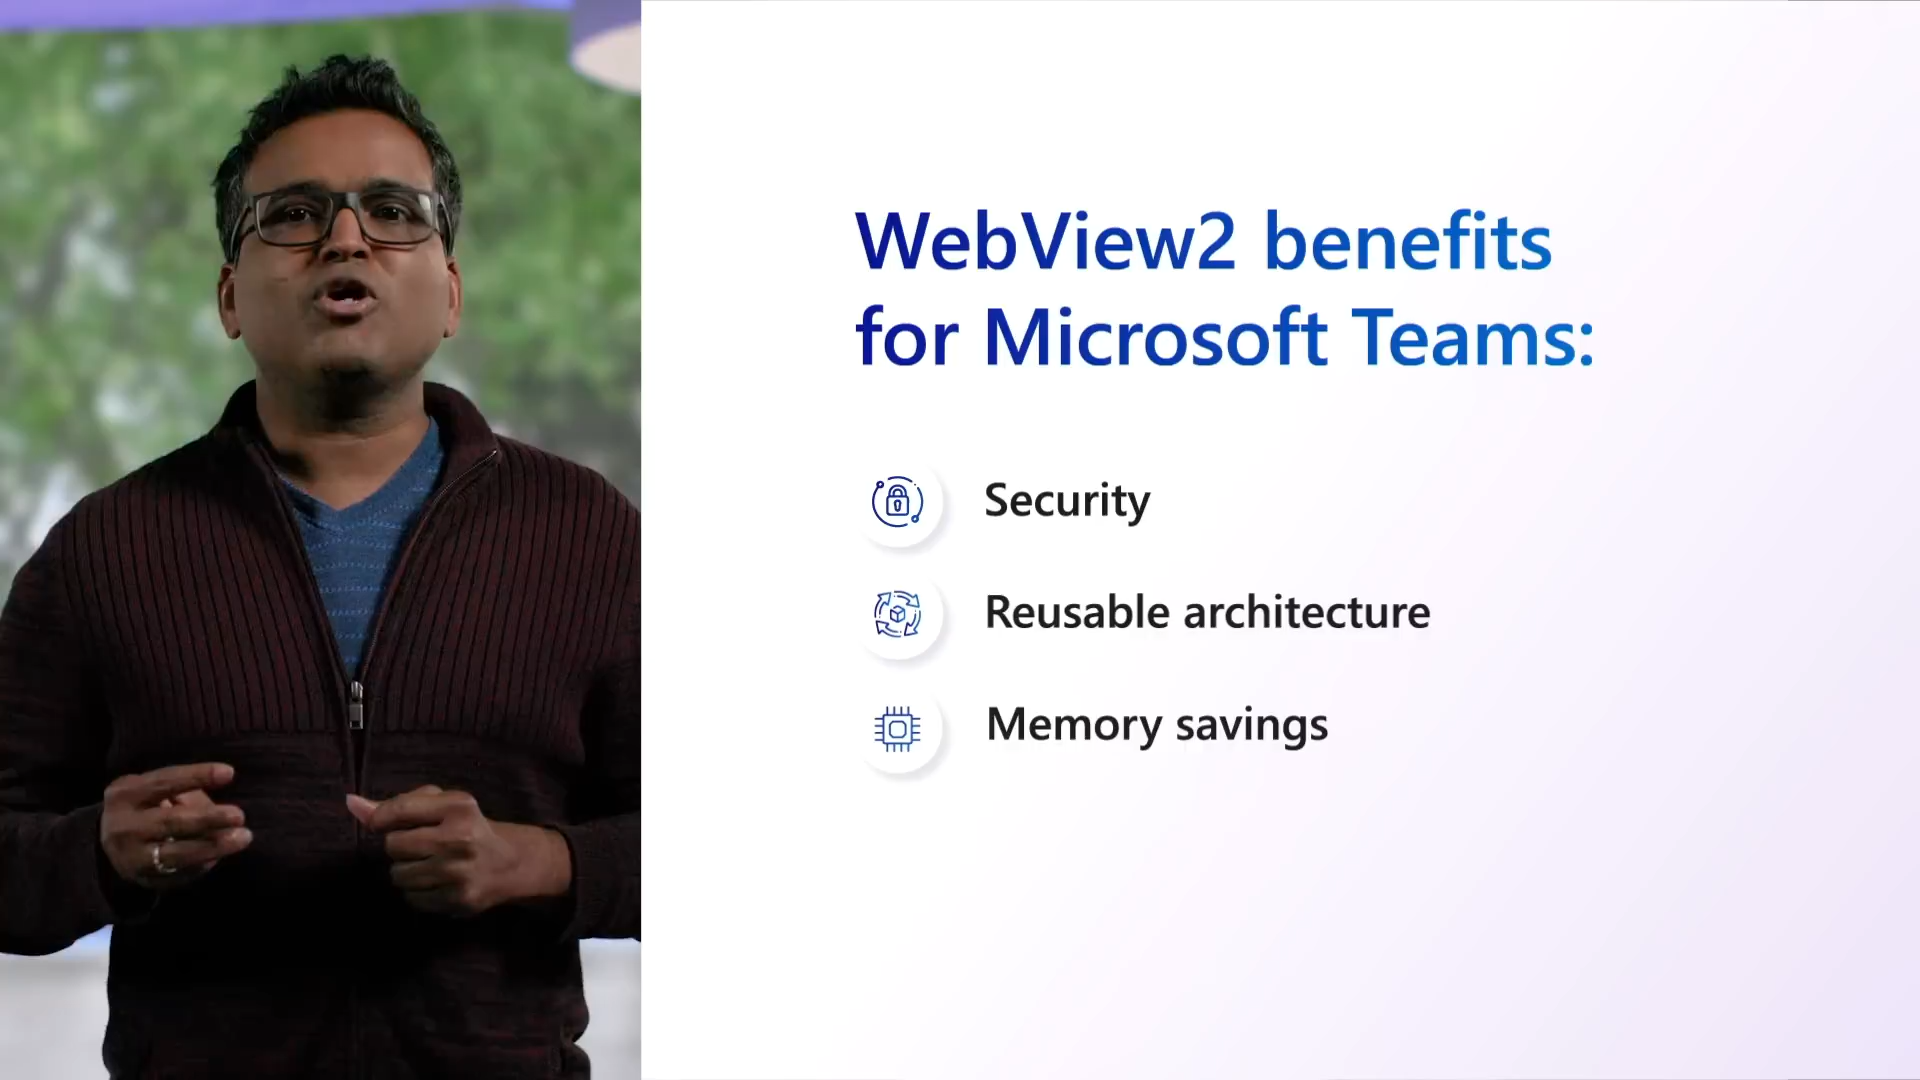 WebView2 benefits
for Microsoft Teams:
Security
Reusable architecture
Memory savings